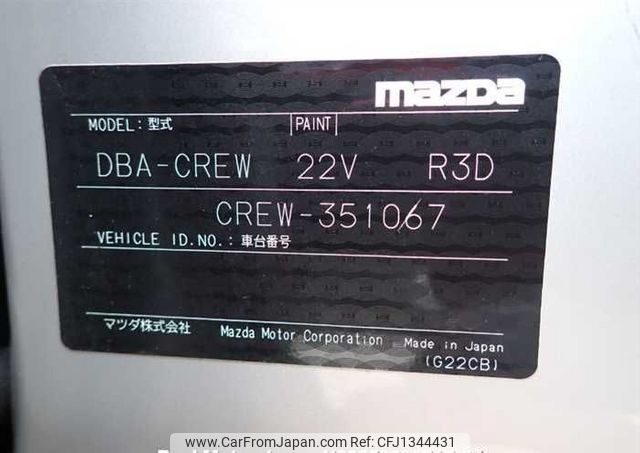 mazda
MODEL: 型式 PAINT
DBA-CREW 22V R3D
CREW-351067
VEHICLE ID.NO.: 車台番号
マツダ株式会社 Mazda Motor Corporation Made in Japan
(G22CB)
www.CarFromJapan.com - CFJ1344431